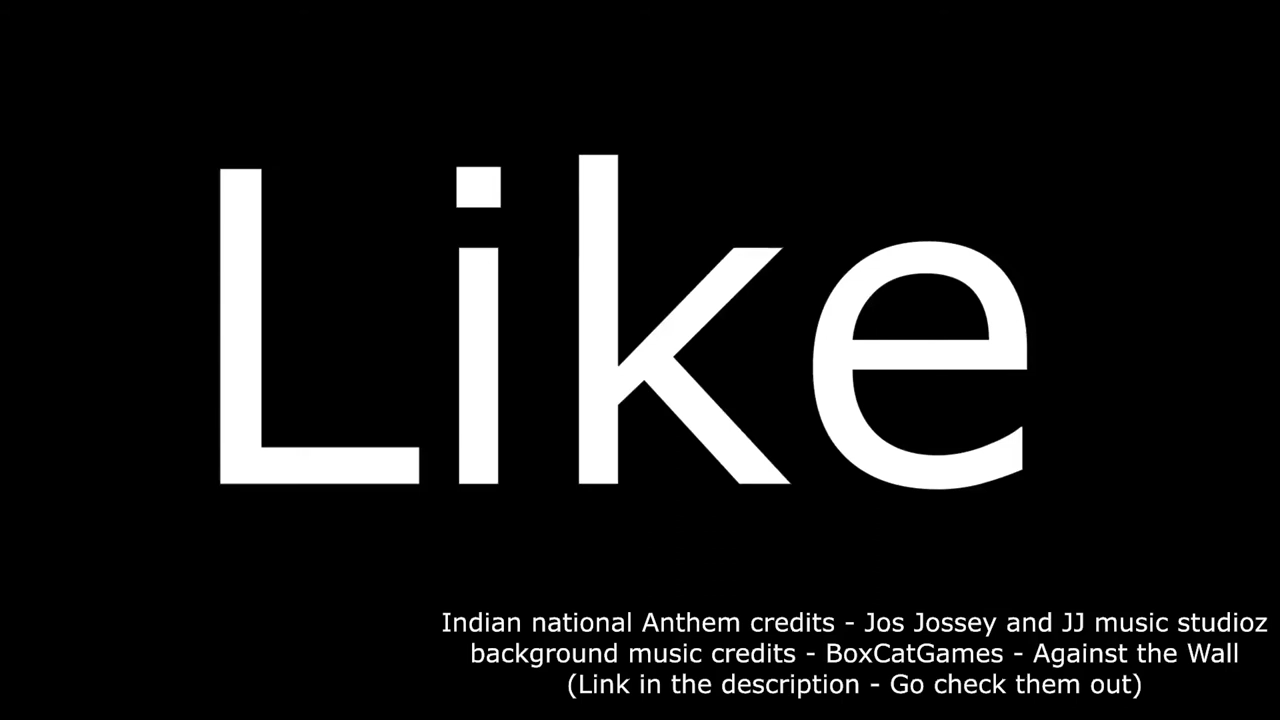 Like
Indian national Anthem credits - Jos Jossey and JJ music studioz
background music credits - BoxCatGames - Against the Wall
(Link in the description - Go check them out)